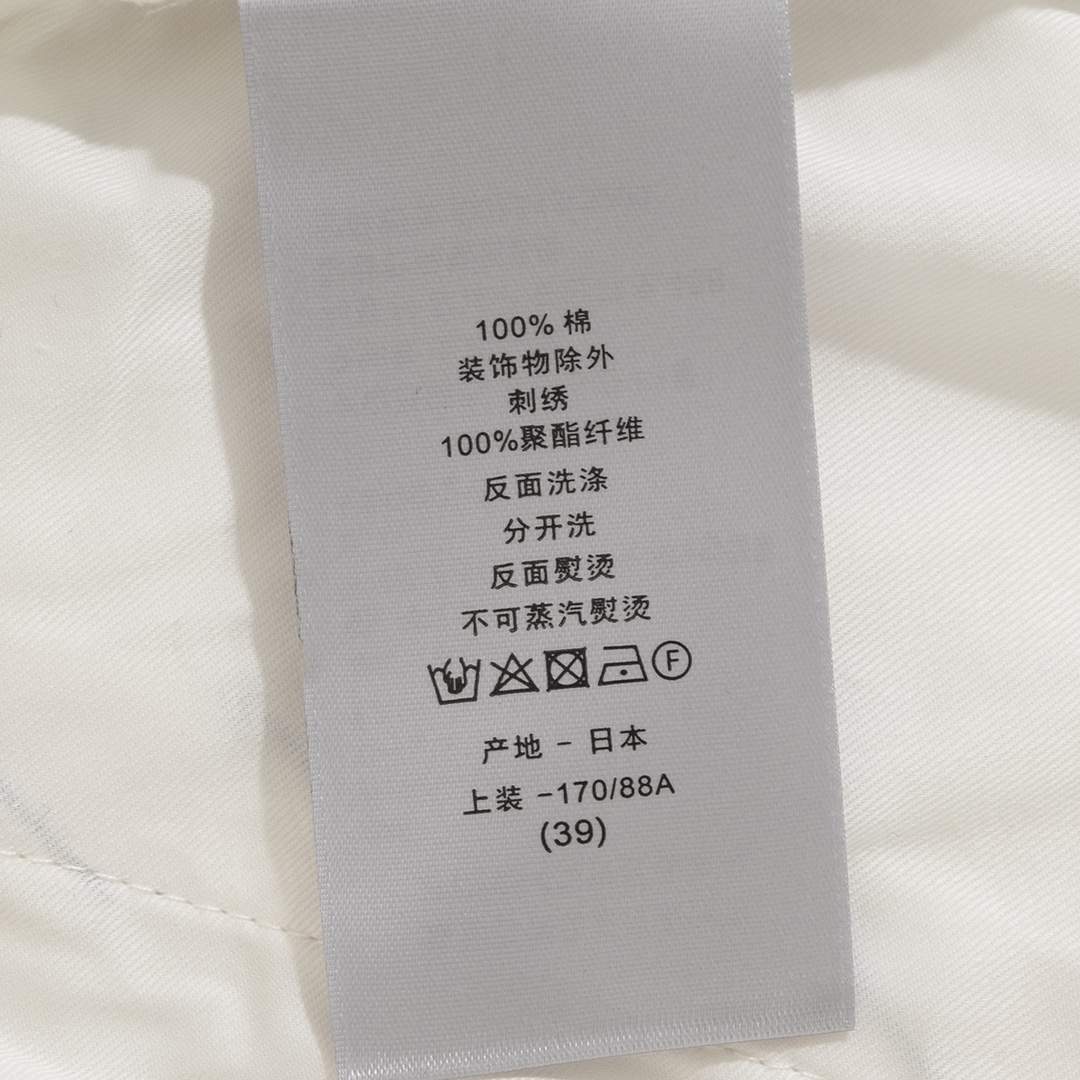 100% 棉
装饰物除外
刺绣
100%聚酯纤维
反面洗涤
分开洗
反面熨烫
不可蒸汽熨烫
F
产地 - 日本
上装 -170/88A
(39)